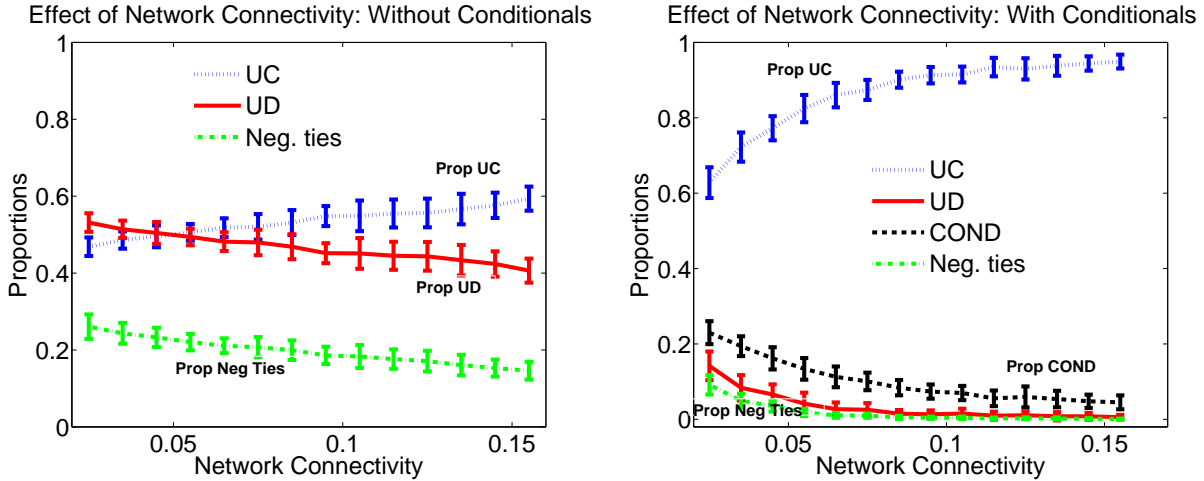 Effect of Network Connectivity: Without Conditionals
1
0.8
0.6
0.4
0.2
0
Proportions
UC
UD
Neg. ties
Prop UC
Prop UD
Prop Neg Ties
0.05
0.1
0.15
Network Connectivity
Effect of Network Connectivity: With Conditionals
1
0.8
0.6
0.4
0.2
0
Proportions
Prop UC
UC
UD
COND
Neg. ties
Prop COND
Prop Neg Ties
0.05
0.1
0.15
Network Connectivity